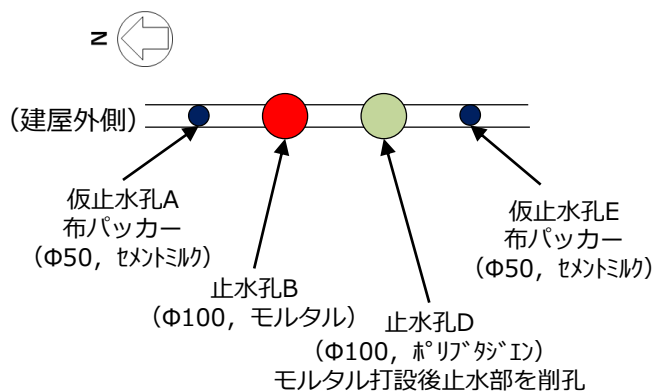 N
（建屋外側）
仮止水孔A
布パッカー
（Φ50，ｾﾒﾝﾄﾐﾙｸ）
仮止水孔E
布パッカー
（Φ50，ｾﾒﾝﾄﾐﾙｸ）
止水孔B
（Φ100，モルタル）
止水孔D
（Φ100，ﾎﾟﾘﾌﾞﾀｼﾞｴﾝ）
モルタル打設後止水部を削孔